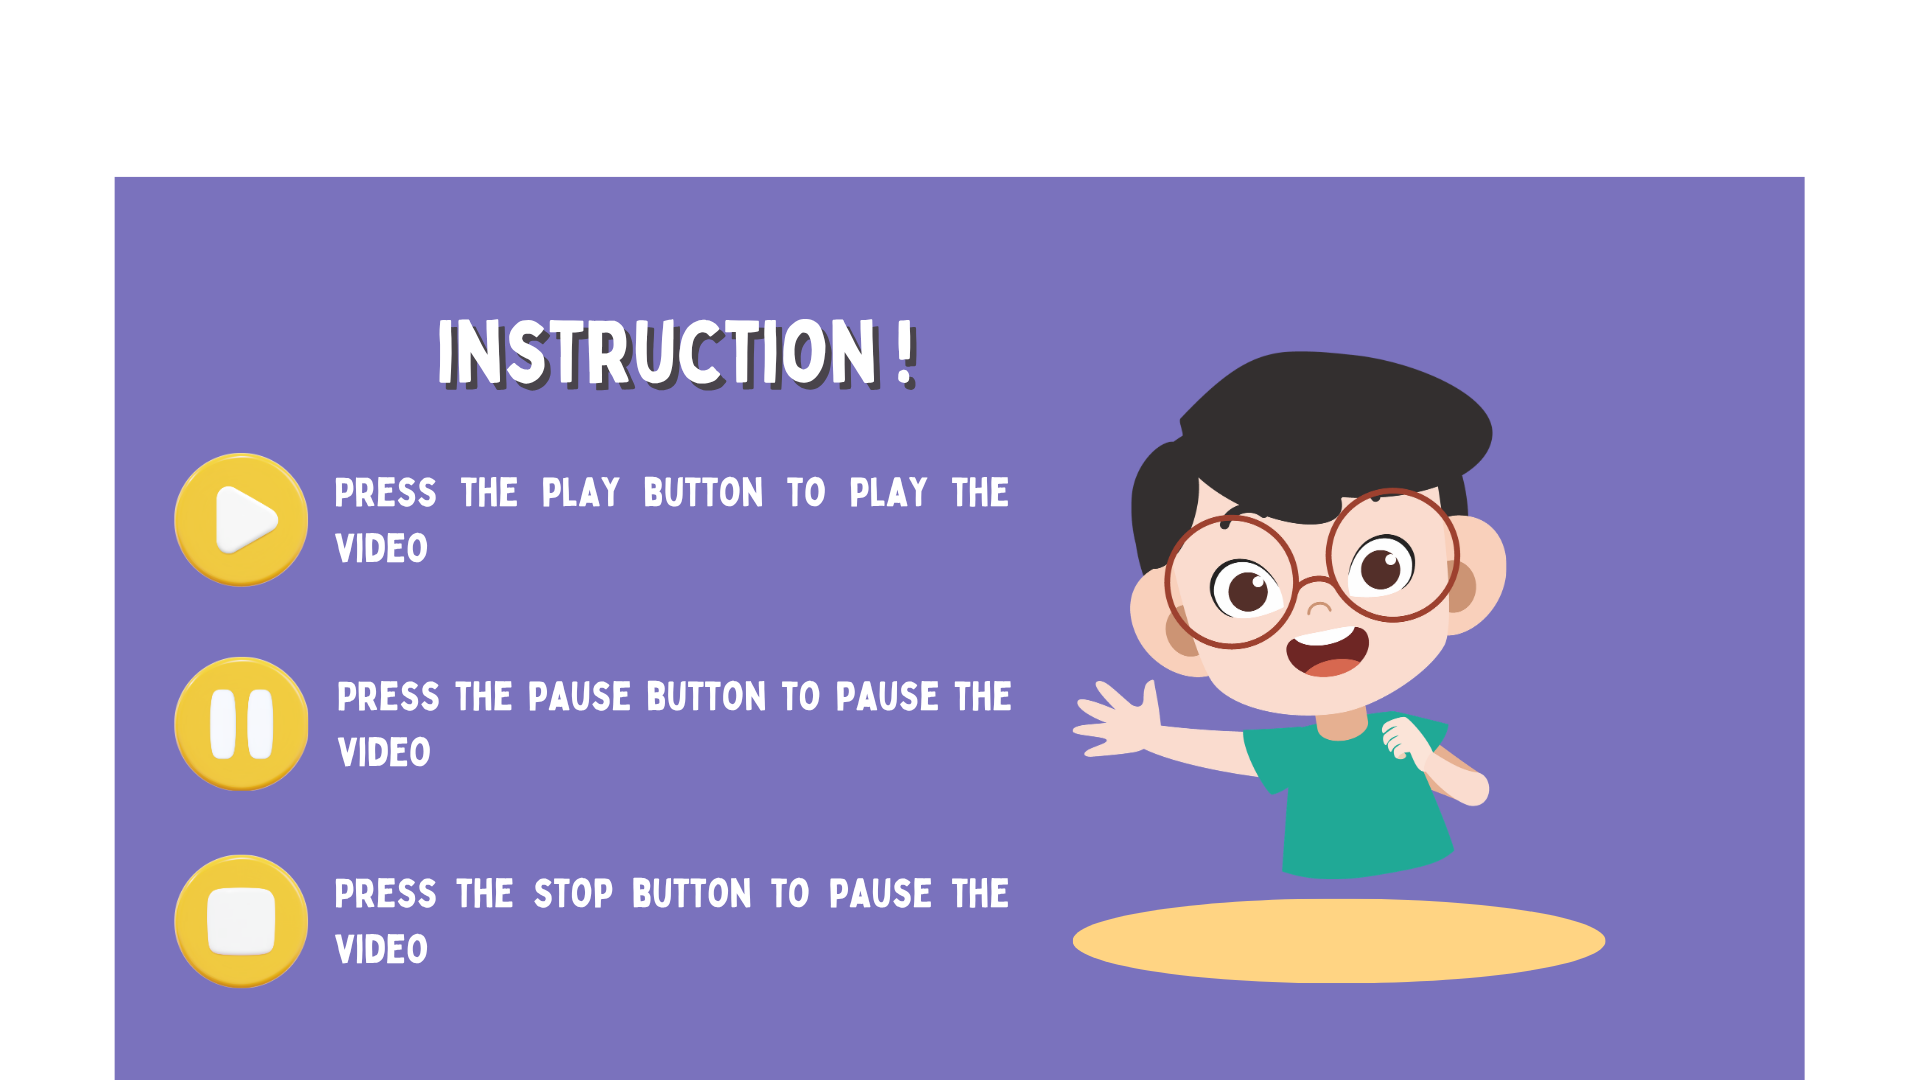 INSTRUCTION !
PRESS THE PLAY BUTTON TO PLAY THE
VIDEO
PRESS THE PAUSE BUTTON TO PAUSE THE
VIDEO
PRESS THE STOP BUTTON TO PAUSE THE
VIDEO